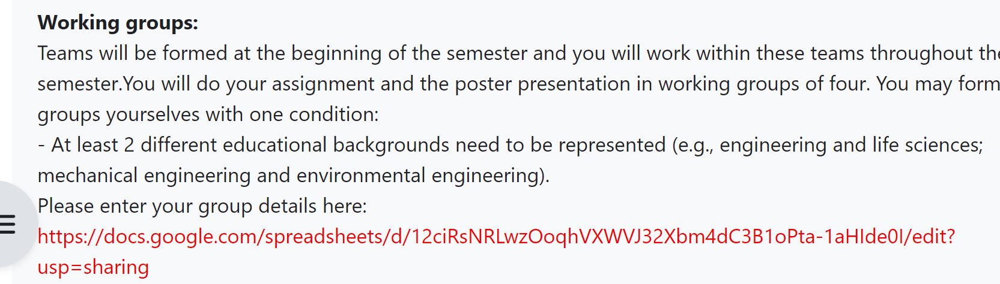 Working groups:
Teams will be formed at the beginning of the semester and you will work within these teams throughout the
semester.You will do your assignment and the poster presentation in working groups of four. You may form
groups yourselves with one condition:
- At least 2 different educational backgrounds need to be represented (e.g., engineering and life sciences;
mechanical engineering and environmental engineering).
Please enter your group details here:
https://docs.google.com/spreadsheets/d/12ciRsNRLwzOoqhVXWVJ32Xbm4dC3B1oPta-1aHIde0I/edit?
usp=sharing